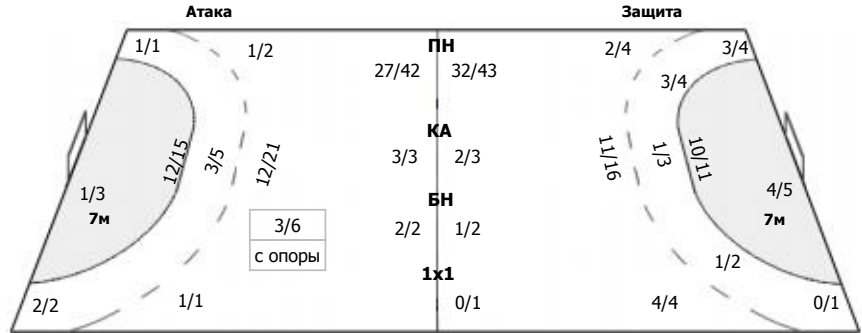 Атака
Защита
1/1
1/2
ПН
2/4
3/4
27/42
32/43
3/4
КА
12/15
3/5
12/21
3/3
2/3
11/16
1/3
10/11
1/3
7м
4/5
7м
БН
3/6
2/2
1/2
с опоры
1/2
1x1
2/2
1/1
0/1
4/4
0/1